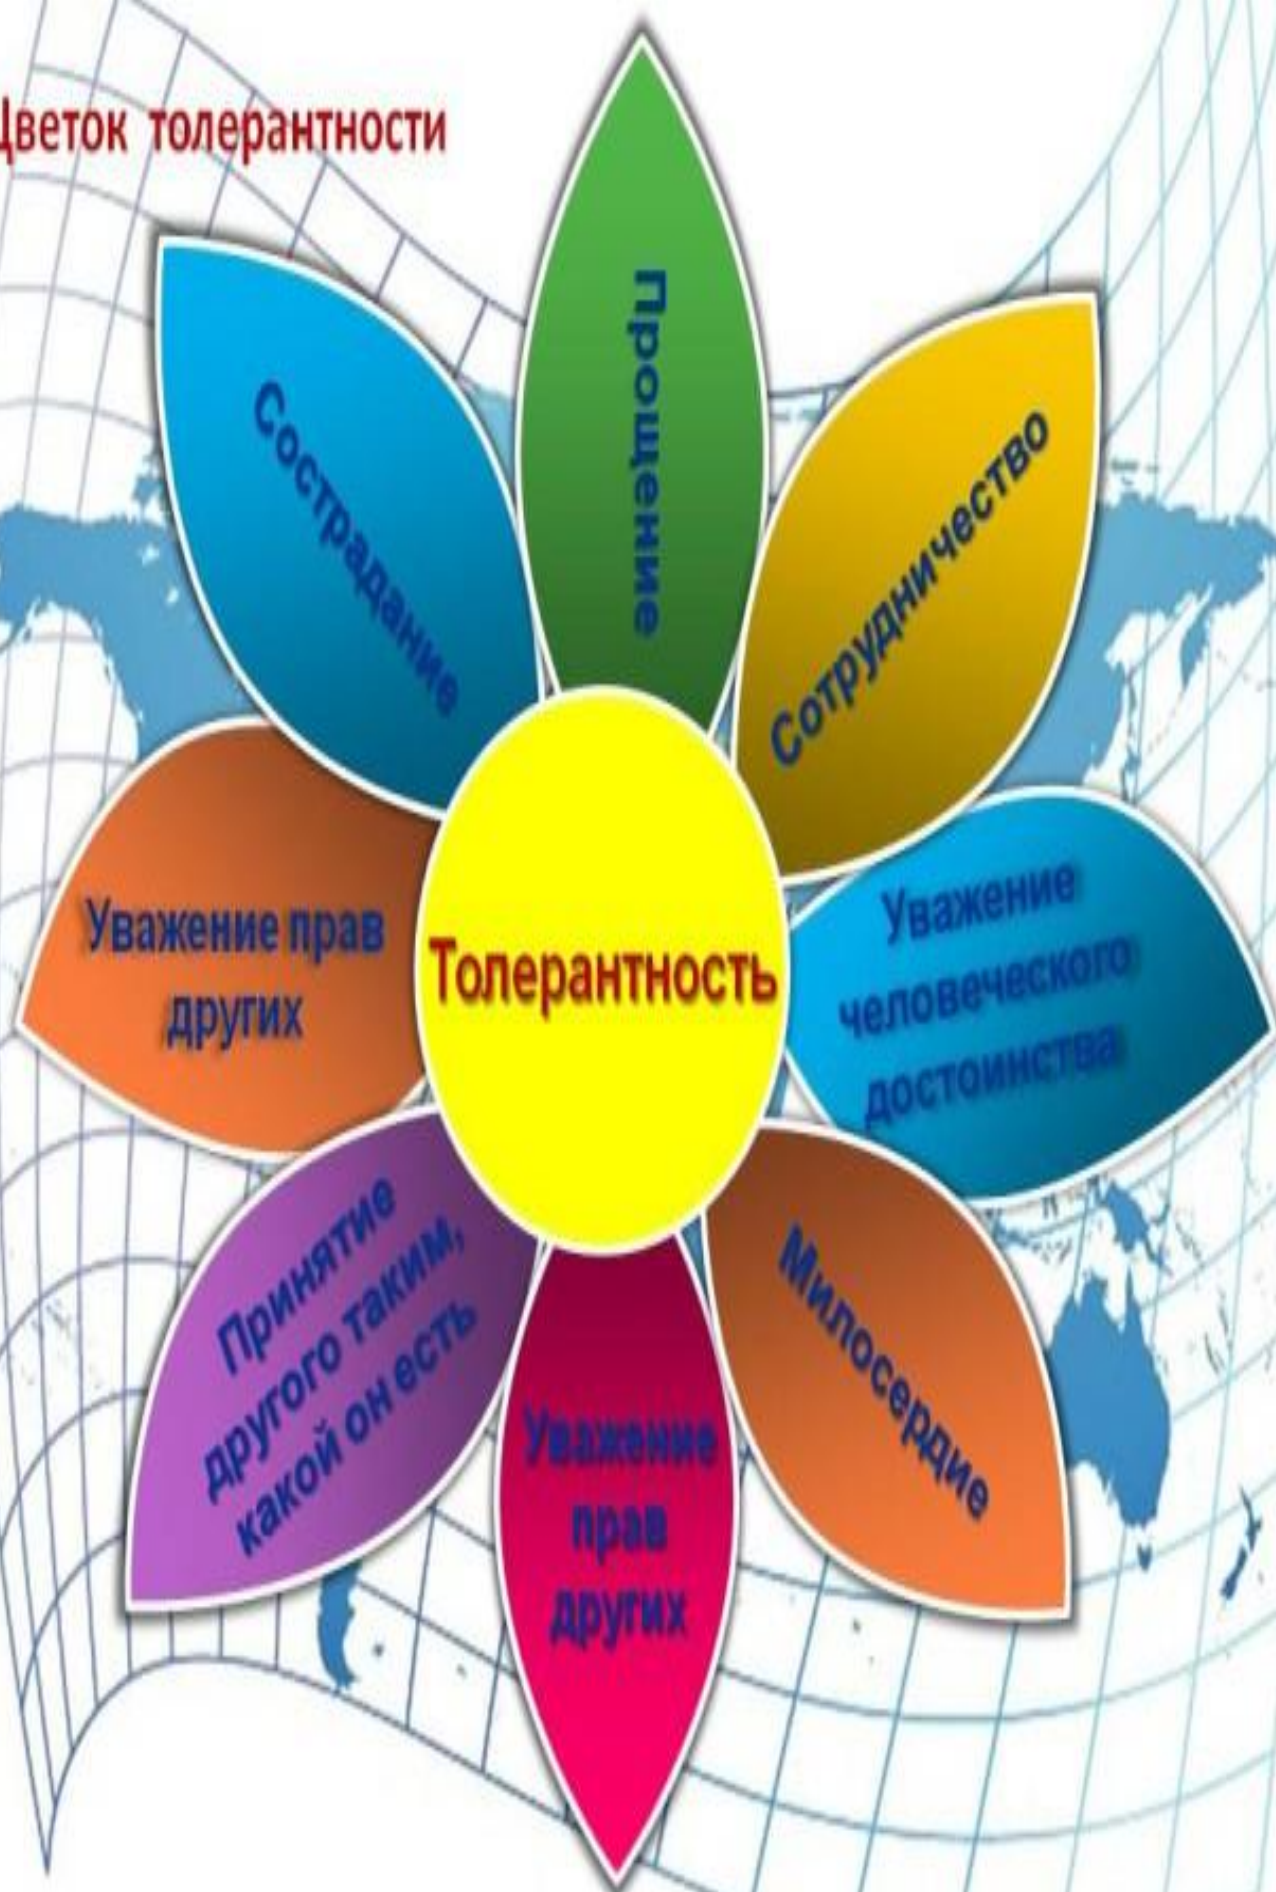 Цветок толерантности
Прощение
Сострадание
Сотрудничество
Уважение прав
других
Толерантность
Уважение
человеческого
достоинства
Принятие
другого таким,
какой он есть
Уважение
прав
других
Милосердие